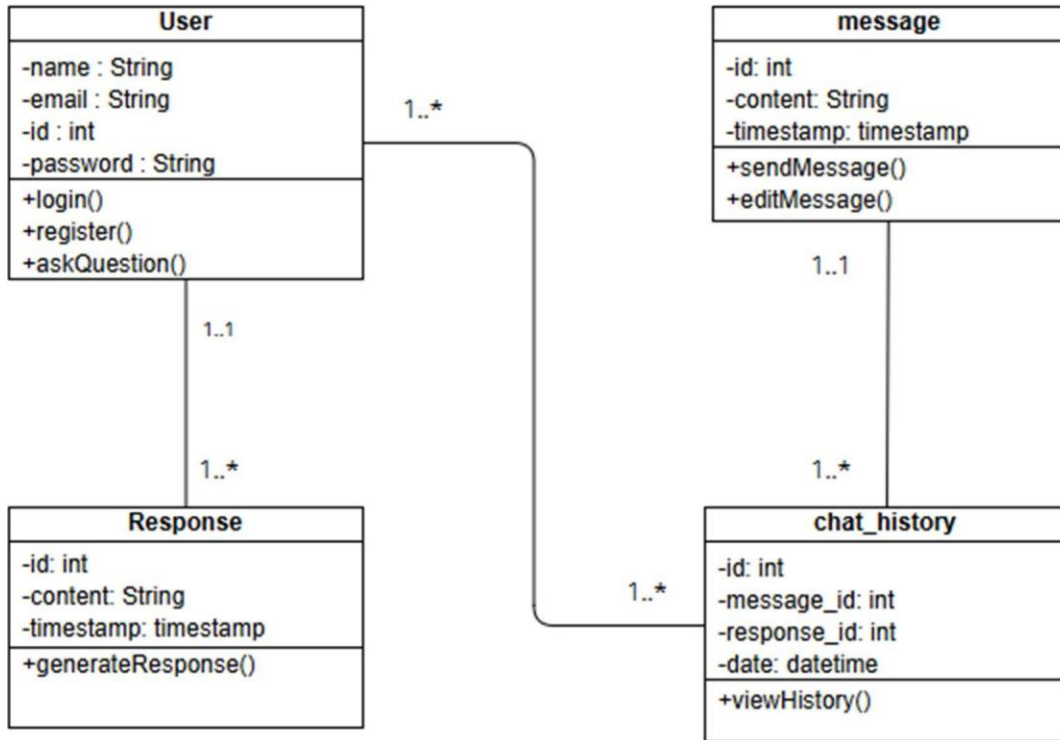 User
-name : String
-email : String
-id : int
-password : String
+login()
+register()
+askQuestion()
message
-id: int
-content: String
-timestamp: timestamp
+sendMessage()
+editMessage()
1..*
1..1
1..1
1..*
1..*
1..*
Response
-id: int
-content: String
-timestamp: timestamp
+generateResponse()
chat_history
-id: int
-message_id: int
-response_id: int
-date: datetime
+viewHistory()